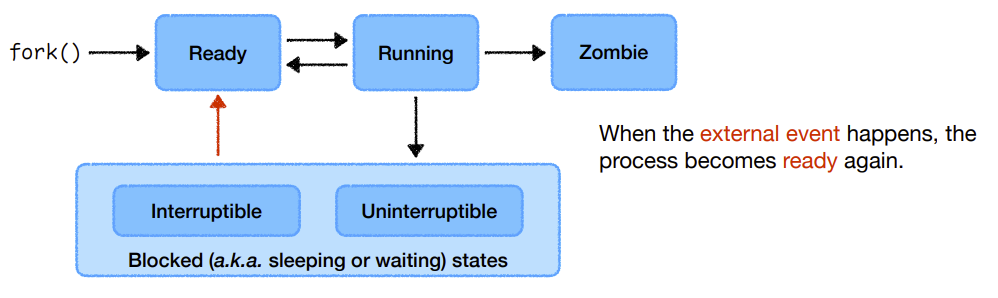 fork()
Ready
Running
Zombie
When the external event happens, the
process becomes ready again.
Interruptible
Uninterruptible
Blocked (a.k.a. sleeping or waiting) states